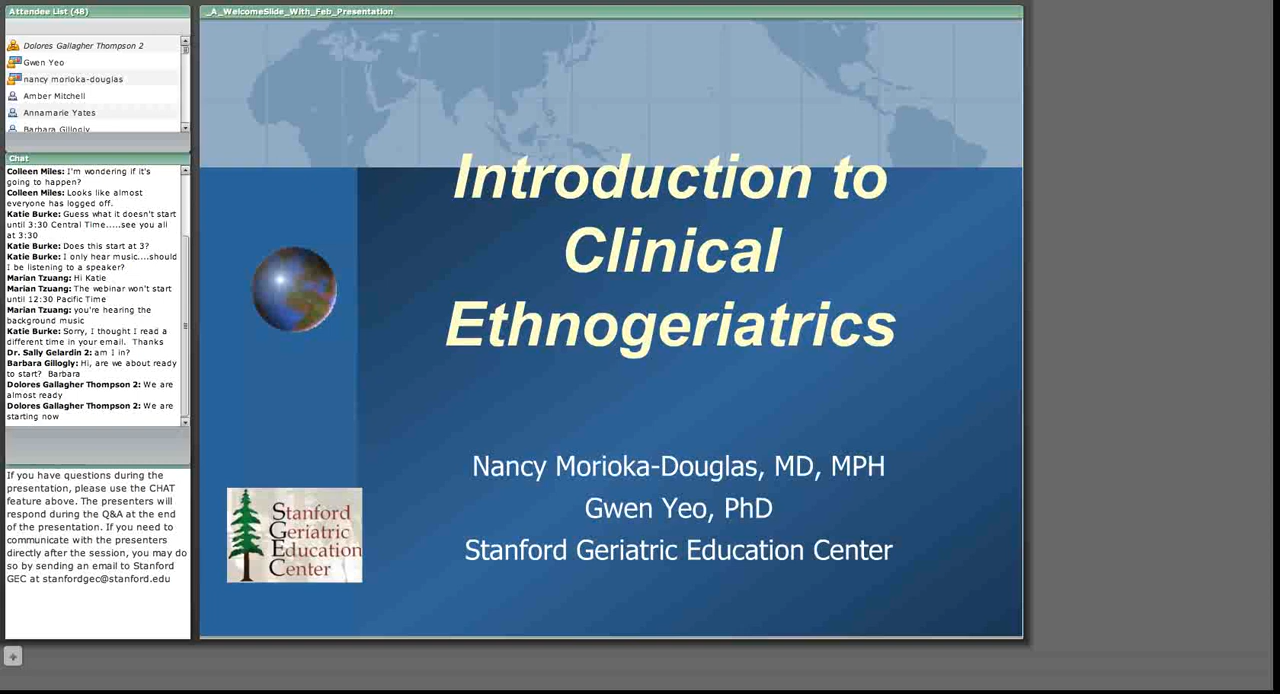 Attendee List (48)
Dolores Gallagher Thompson 2
Gwen Yeo
nancy morioka-douglas
Amber Mitchell
Annamarie Yates
Barbara Gillogly
Chat
Colleen Miles: I'm wondering if it's
going to happen?
Colleen Miles: Looks like almost
everyone has logged off.
Katie Burke: Guess what it doesn't start
until 3:30 Central Time.....see you all
at 3:30
Katie Burke: Does this start at 3?
Katie Burke: I only hear music....should
I be listening to a speaker?
Marian Tzuang: Hi Katie
Marian Tzuang: The webinar won't start
until 12:30 Pacific Time
Marian Tzuang: you're hearing the
background music
Katie Burke: Sorry, I thought I read a
different time in your email.  Thanks
Dr. Sally Gelardin 2: am I in?
Barbara Gillogly: Hi, are we about ready
to start?  Barbara
Dolores Gallagher Thompson 2: We are
almost ready
Dolores Gallagher Thompson 2: We are
starting now
If you have questions during the
presentation, please use the CHAT
feature above. The presenters will
respond during the Q&A at the end
of the presentation. If you need to
communicate with the presenters
directly after the session, you may do
so by sending an email to Stanford
GEC at stanfordgec@stanford.edu
_A_WelcomeSlide_With_Feb_Presentation
Introduction to
Clinical
Ethnogeriatrics
Nancy Morioka-Douglas, MD, MPH
Gwen Yeo, PhD
Stanford Geriatric Education Center
Stanford
Geriatric
Education
Center